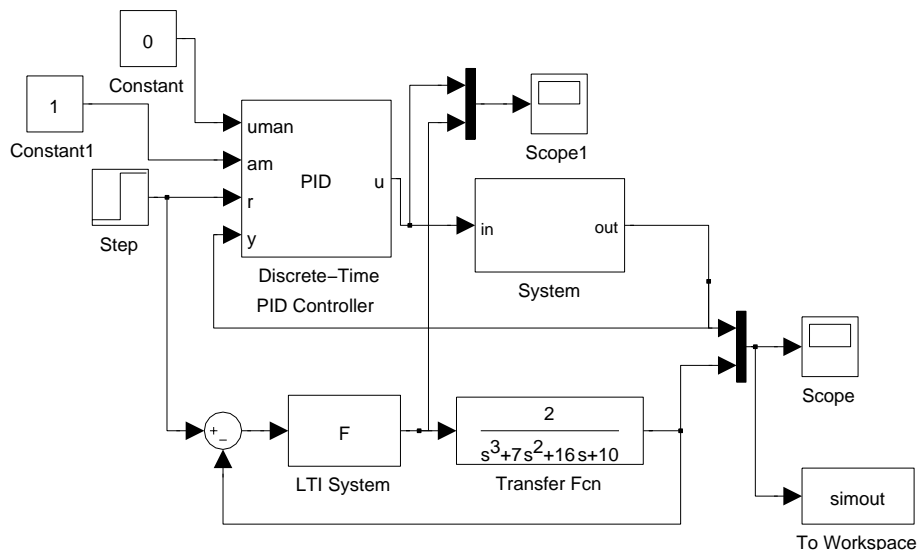 0
Constant
1
Constant1
uman
am
r
y
PID
u
Discrete−Time
PID Controller
Step
Scope1
in
out
System
Scope
+
−
F
LTI System
2
s³+7s²+16s+10
Transfer Fcn
simout
To Workspace